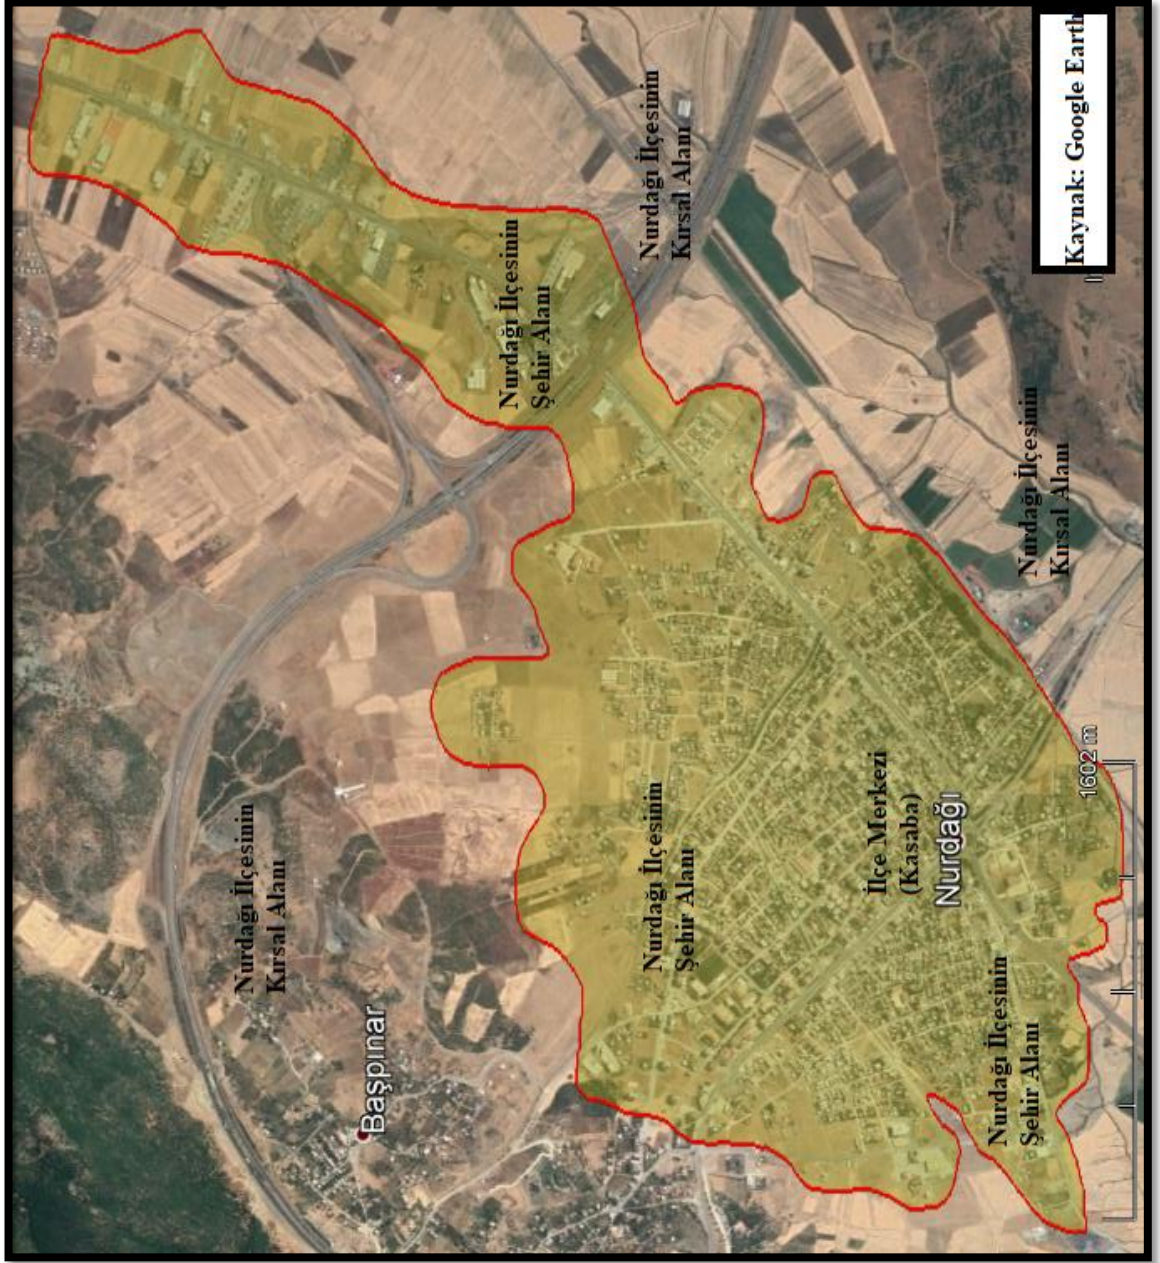 Nurdağı İlçesinin
Kırsal Alanı
Başpınar
Nurdağı İlçesinin
Şehir Alanı
Nurdağı İlçesinin
Şehir Alanı
Nurdağı İlçesinin
Kırsal Alanı
İlçe Merkezi
(Kasaba)
Nurdağı
Nurdağı İlçesinin
Şehir Alanı
Nurdağı İlçesinin
Kırsal Alanı
Kaynak: Google Earth
1602 m